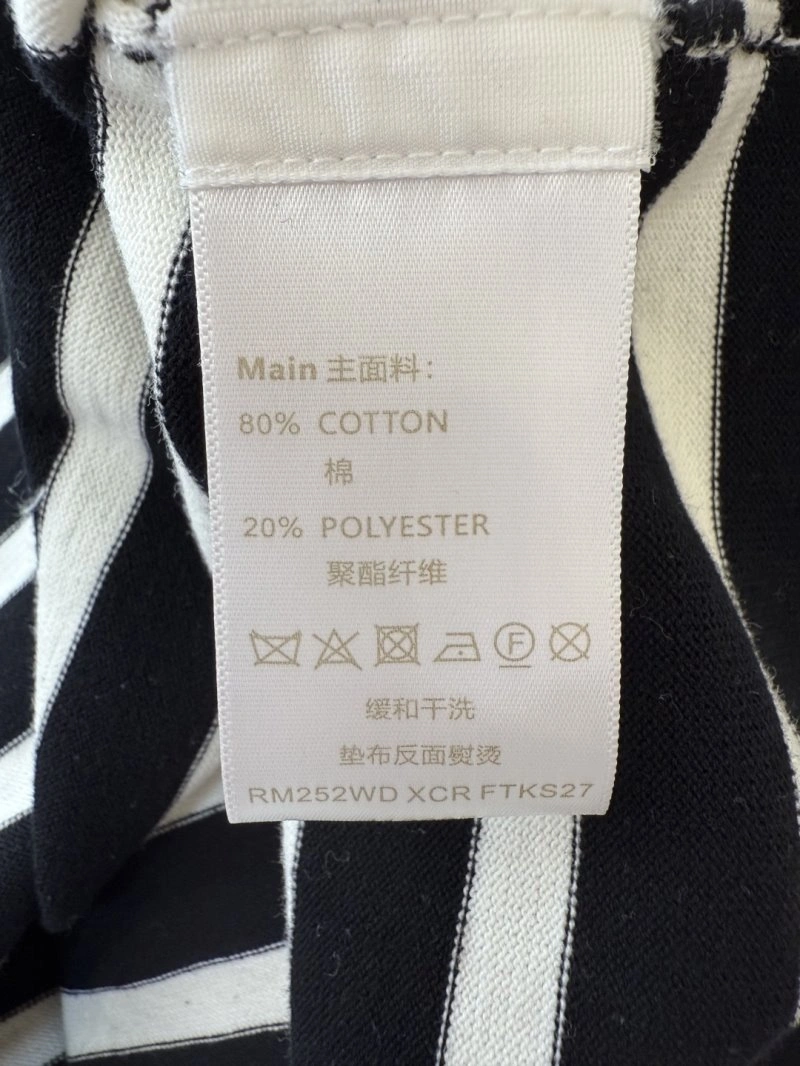 Main 主面料:
80% COTTON
棉
20% POLYESTER
聚酯纤维
F
缓和干洗
垫布反面熨烫
RM252WD XCR FTKS27